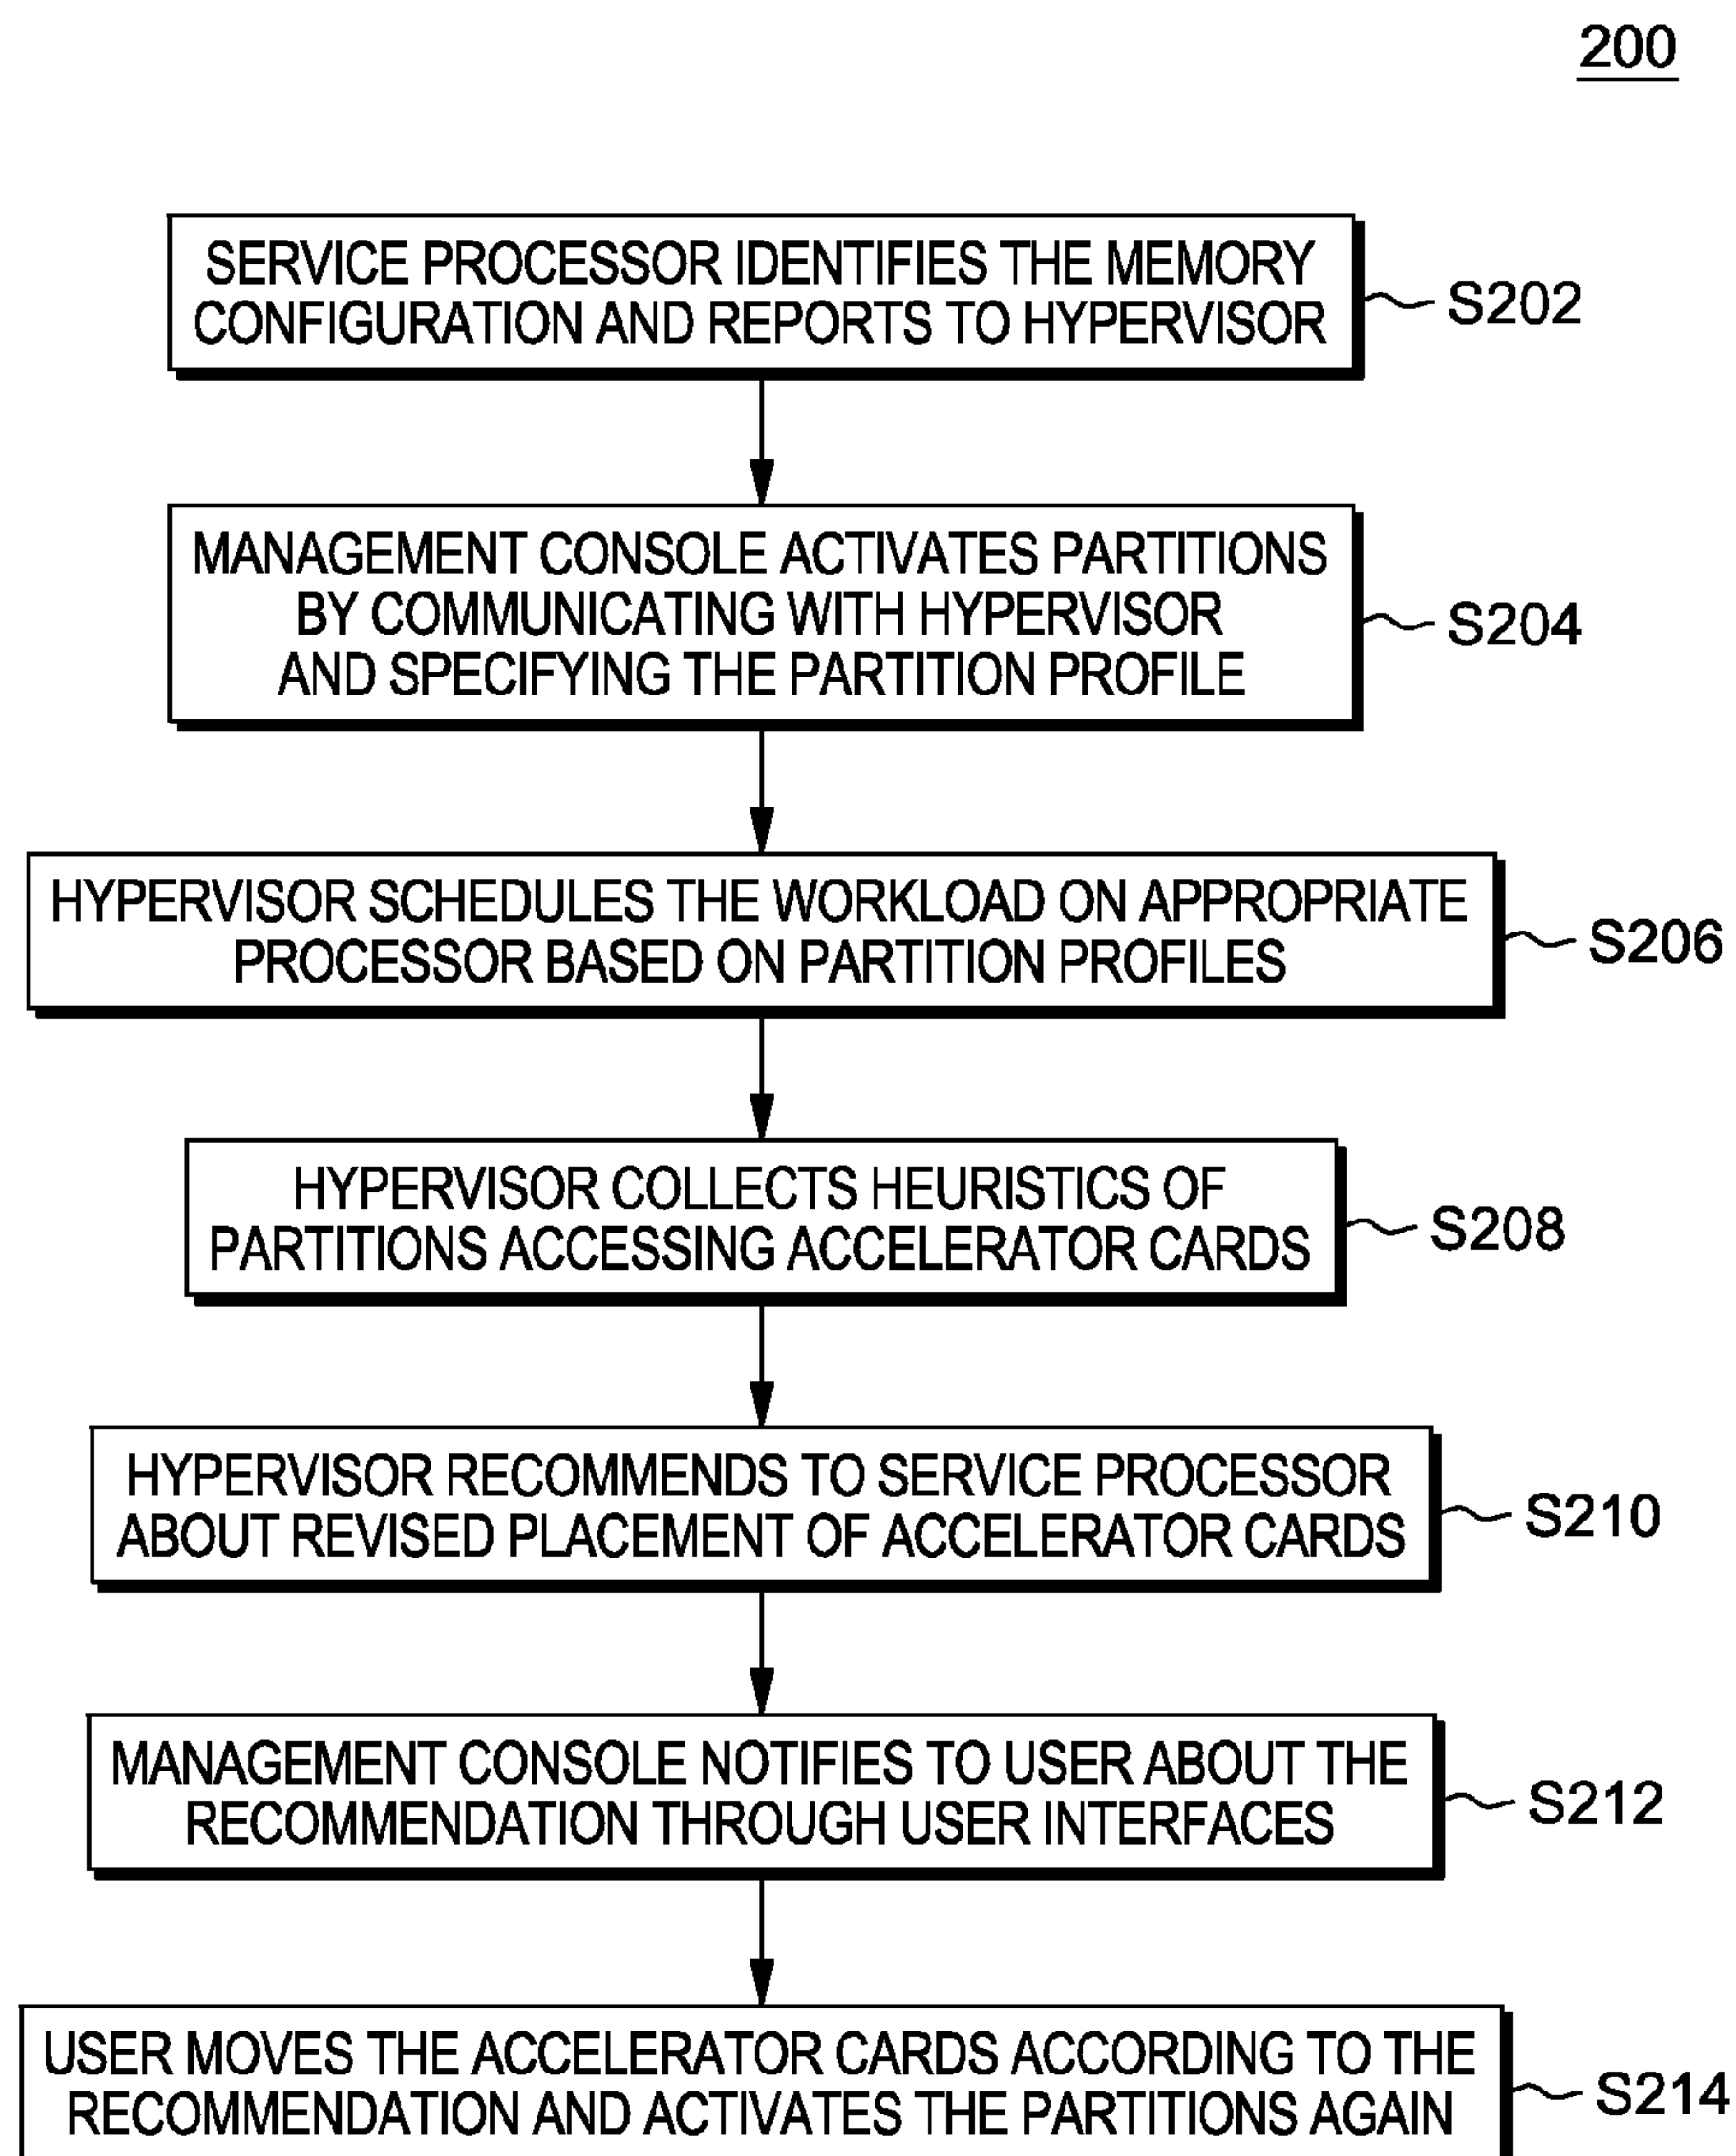 200
SERVICE PROCESSOR IDENTIFIES THE MEMORY
CONFIGURATION AND REPORTS TO HYPERVISOR
S202
MANAGEMENT CONSOLE ACTIVATES PARTITIONS
BY COMMUNICATING WITH HYPERVISOR
AND SPECIFYING THE PARTITION PROFILE
S204
HYPERVISOR SCHEDULES THE WORKLOAD ON APPROPRIATE
PROCESSOR BASED ON PARTITION PROFILES
S206
HYPERVISOR COLLECTS HEURISTICS OF
PARTITIONS ACCESSING ACCELERATOR CARDS
S208
HYPERVISOR RECOMMENDS TO SERVICE PROCESSOR
ABOUT REVISED PLACEMENT OF ACCELERATOR CARDS
S210
MANAGEMENT CONSOLE NOTIFIES TO USER ABOUT THE
RECOMMENDATION THROUGH USER INTERFACES
S212
USER MOVES THE ACCELERATOR CARDS ACCORDING TO THE
RECOMMENDATION AND ACTIVATES THE PARTITIONS AGAIN
S214